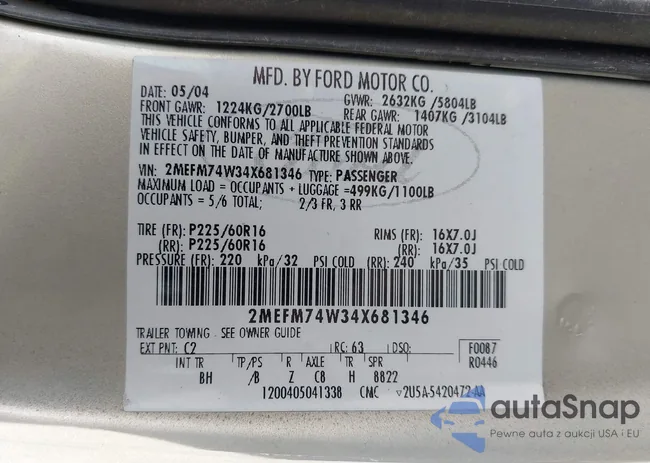 MFD. BY FORD MOTOR CO.
DATE: 05/04 GVWR: 2632KG /5804LB
FRONT GAWR: 1224KG/2700LB REAR GAWR: 1407KG /3104LB
THIS VEHICLE CONFORMS TO ALL APPLICABLE FEDERAL MOTOR
VEHICLE SAFETY, BUMPER, AND THEFT PREVENTION STANDARDS
IN EFFECT ON THE DATE OF MANUFACTURE SHOWN ABOVE.
VIN: 2MEFM74W34X681346 TYPE: PASSENGER
MAXIMUM LOAD = OCCUPANTS + LUGGAGE =499KG/1100LB
OCCUPANTS = 5/6 TOTAL; 2/3 FR, 3 RR
TIRE (FR): P225/60R16 RIMS (FR): 16X7.0J
(RR): P225/60R16 (RR): 16X7.0J
PRESSURE (FR): 220 kPa/32 PSI COLD (RR): 240 kPa/35 PSI COLD
2MEFM74W34X681346
TRAILER TOWING - SEE OWNER GUIDE
EXT PNT: C2 RC: 63 DSO: F0087
INT TR TP/PS R AXLE TR SPR R0446
BH /B Z C8 H 8822
1200405041338 CMC 2U5A-5420472-AA
autoSnap
Pewne auto z aukcji USA i EU